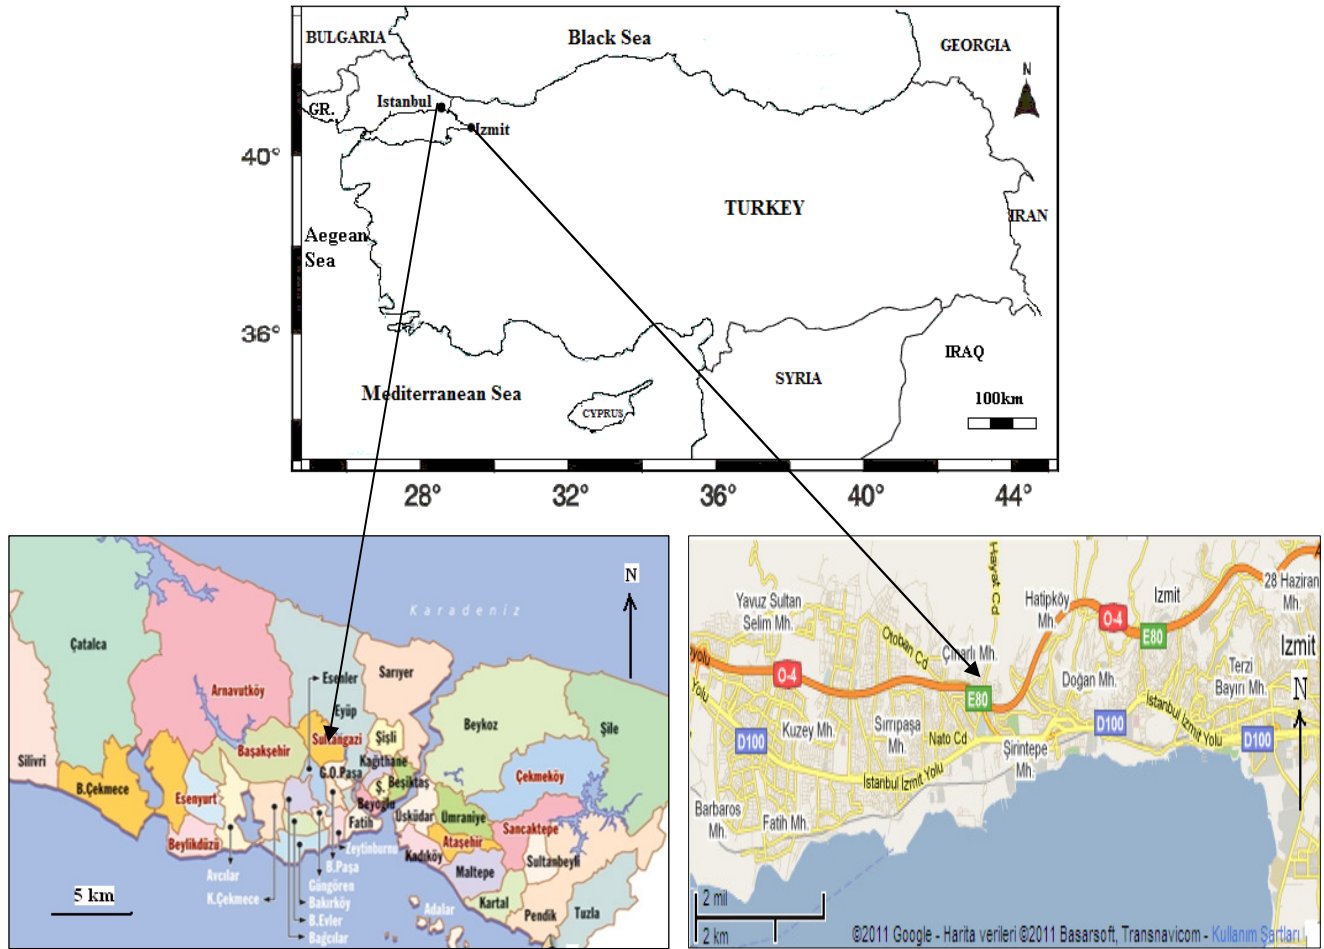 BULGARIA
Black Sea
GEORGIA
N
Istanbul
GR.
Izmit
40°
TURKEY
IRAN
Aegean
Sea
36°
IRAQ
SYRIA
Mediterranean Sea
100km
CYPRUS
28°
32°
36°
40°
44°
N
Karadeniz
Çatalca
Sarıyer
Esenler
Arnavutköy
Eyüp
Beykoz
Şile
Sultangazi
Şişli
Başakşehir
Silivri
Kağıthane
G.O.Paşa
Çekmeköy
B.Çekmece
Ş.
Beşiktaş
Esenyurt
Beyoğlu
Üsküdar
Ümraniye
Fatih
Sancaktepe
Beylikdüzü
Ataşehir
Zeytinburnu
Kadıköy
Sultanbeyli
B.Paşa
Maltepe
Avcılar
Güngören
K.Çekmece
Bakırköy
Kartal
5 km
B.Evler
Adalar
Pendik
Tuzla
Bağcılar
Hayat Cd
28 Haziran
Mh.
Yavuz Sultan
Selim Mh.
Hatipköy
Mh.
Izmit
O-4
E80
Otoban Cd
Çınarlı Mh.
Izmit
eyolu
O-4
Doğan Mh.
Terzi
Bayırı Mh.
N
Yolu
E80
Istanbul Izmit Yolu
Kuzey Mh.
Sırrıpaşa
Mh.
D100
D100
Nato Cd
D100
Şirintepe
Mh.
Istanbul Izmit Yolu
Barbaros
Mh.
Fatih Mh.
2 mil
2 km
©2011 Google - Harita verileri ©2011 Basarsoft, Transnavicom - Kullanım Şartları